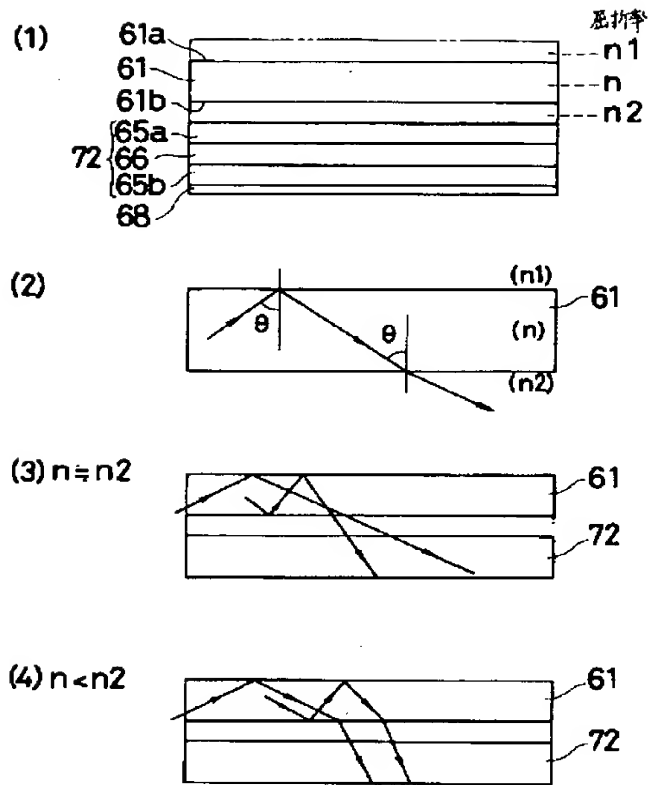 屈折率
(1)
61a
n1
61
n
61b
n2
65a
72
66
65b
68
(2)
(n1)
61
θ
θ
(n)
(n2)
(3) n≒n2
61
72
(4) n<n2
61
72